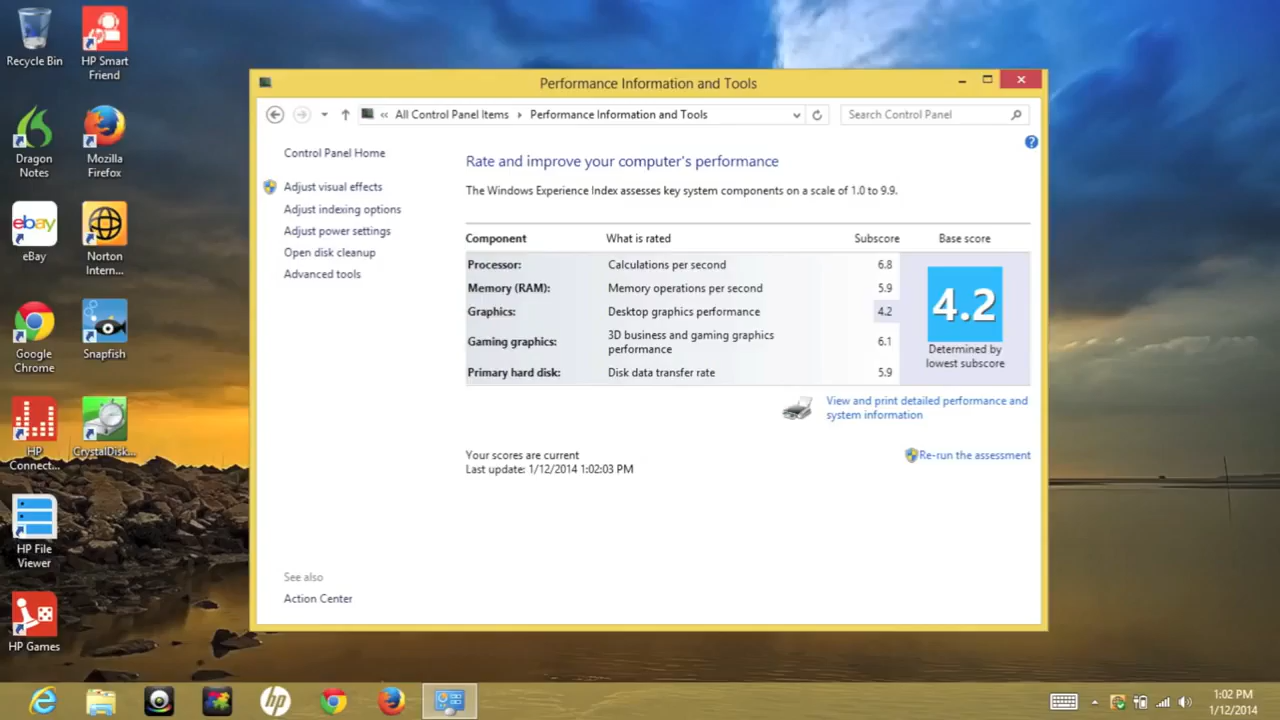 Recycle Bin
HP Smart
Friend
Dragon
Notes
Mozilla
Firefox
ebay
eBay
Norton
Intern...
Google
Chrome
Snapfish
HP
Connect...
CrystalDisk...
HP File
Viewer
HP Games
Performance Information and Tools
« All Control Panel Items › Performance Information and Tools
Search Control Panel
?
Control Panel Home
Adjust visual effects
Adjust indexing options
Adjust power settings
Open disk cleanup
Advanced tools
See also
Action Center
Rate and improve your computer's performance
The Windows Experience Index assesses key system components on a scale of 1.0 to 9.9.
Component What is rated Subscore Base score
Processor: Calculations per second 6.8
Memory (RAM): Memory operations per second 5.9
Graphics: Desktop graphics performance 4.2
Gaming graphics: 3D business and gaming graphics
performance 6.1
Primary hard disk: Disk data transfer rate 5.9
4.2
Determined by
lowest subscore
View and print detailed performance and
system information
Your scores are current
Last update: 1/12/2014 1:02:03 PM
Re-run the assessment
hp
1:02 PM
1/12/2014